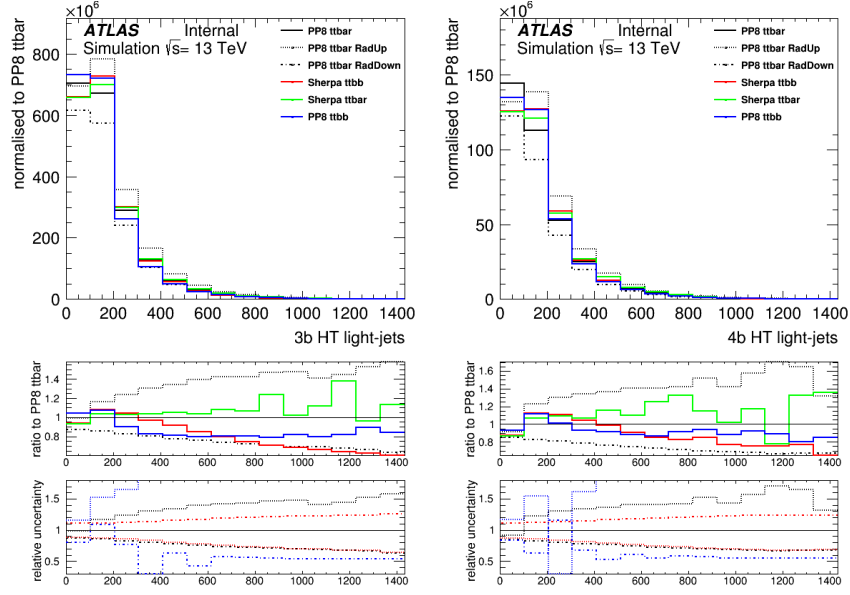 ×10⁶
ATLAS Internal
Simulation √s= 13 TeV
normalised to PP8 ttbar
PP8 ttbar
PP8 ttbar RadUp
PP8 ttbar RadDown
Sherpa ttbb
Sherpa ttbar
PP8 ttbb
800
600
400
200
0
0 200 400 600 800 1000 1200 1400
3b HT light-jets
ratio to PP8 ttbar
1.4
1.2
1
0.8
0 200 400 600 800 1000 1200 1400
relative uncertainty
1.5
1
0.5
0 200 400 600 800 1000 1200 1400
×10⁶
ATLAS Internal
Simulation √s= 13 TeV
normalised to PP8 ttbar
PP8 ttbar
PP8 ttbar RadUp
PP8 ttbar RadDown
Sherpa ttbb
Sherpa ttbar
PP8 ttbb
150
100
50
0
0 200 400 600 800 1000 1200 1400
4b HT light-jets
ratio to PP8 ttbar
1.6
1.4
1.2
1
0.8
0 200 400 600 800 1000 1200 1400
relative uncertainty
1.5
1
0.5
0 200 400 600 800 1000 1200 1400